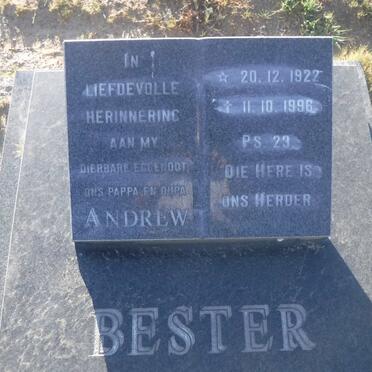 IN
LIEFDEVOLLE
HERINNERING
AAN MY
DIERBARE EGGENOOT
ONS PAPPA EN OUPA
ANDREW
☆ 20.12.1927
✝ 11.10.1996
PS. 23
DIE HERE IS
ONS HERDER
BESTER